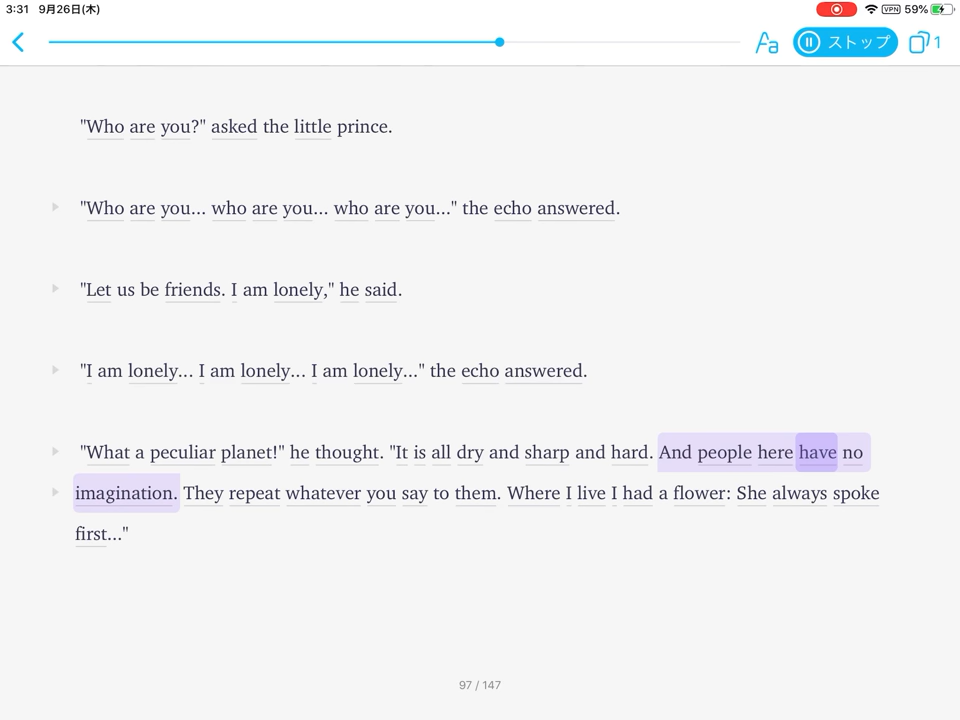 3:31 9月26日(木)
VPN 59%
ストップ
1
"Who are you?" asked the little prince.
"Who are you... who are you... who are you..." the echo answered.
"Let us be friends. I am lonely," he said.
"I am lonely... I am lonely... I am lonely..." the echo answered.
"What a peculiar planet!" he thought. "It is all dry and sharp and hard. And people here have no
imagination. They repeat whatever you say to them. Where I live I had a flower: She always spoke
first..."
97 / 147